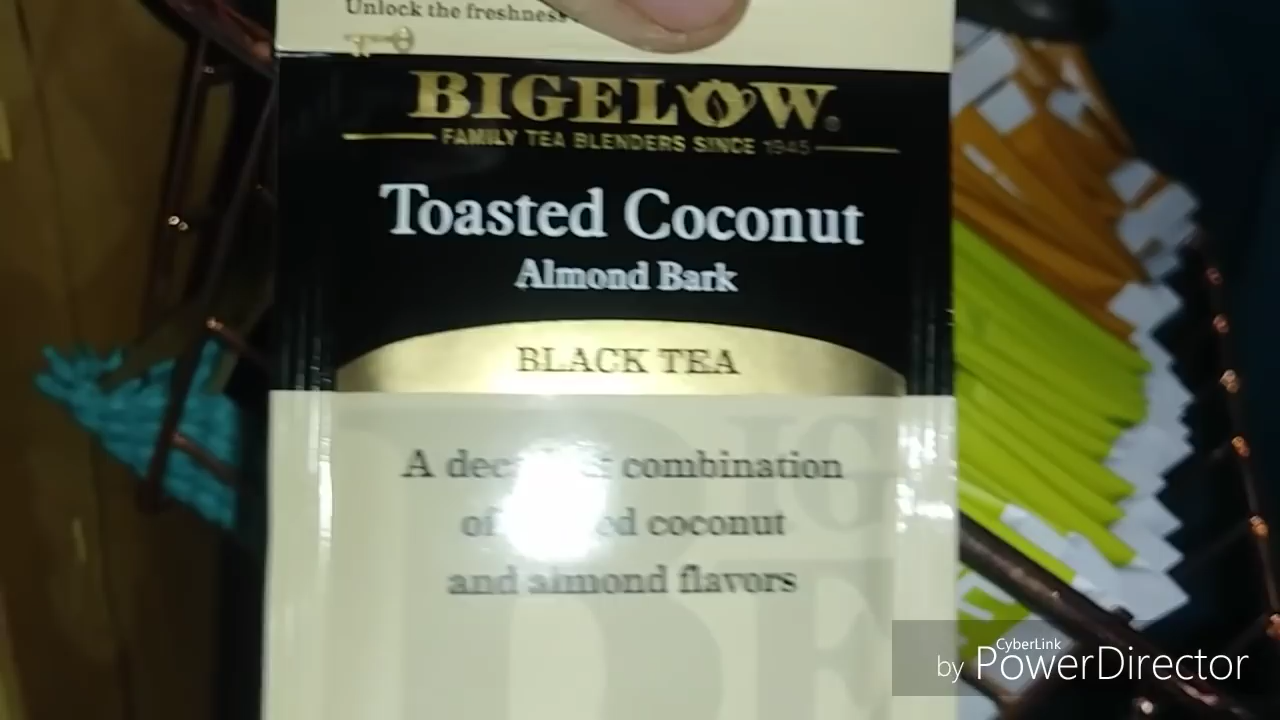 Unlock the freshness
BIGELOW®
FAMILY TEA BLENDERS SINCE 1945
Toasted Coconut
Almond Bark
BLACK TEA
A combination
of coconut
and almond flavors
CyberLink
by PowerDirector